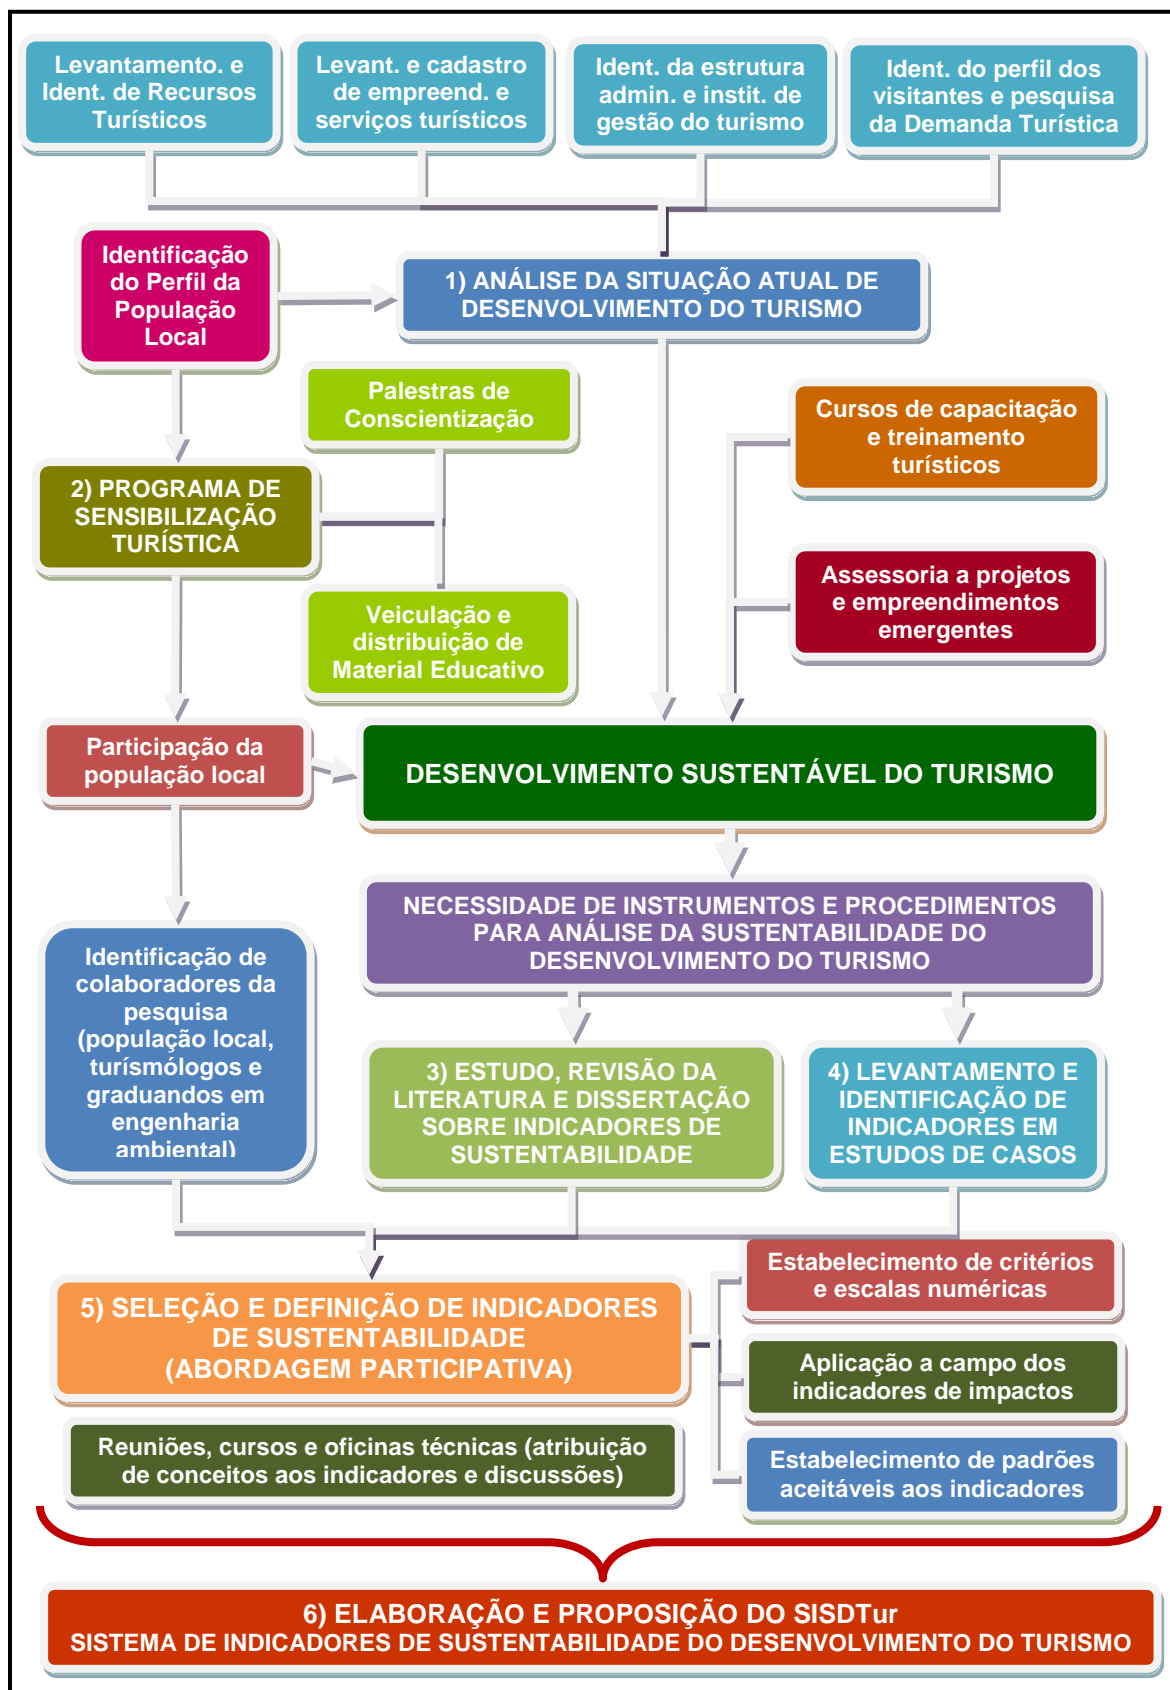 Levantamento. e
Ident. de Recursos
Turísticos
Levant. e cadastro
de empreend. e
serviços turísticos
Ident. da estrutura
admin. e instit. de
gestão do turismo
Ident. do perfil dos
visitantes e pesquisa
da Demanda Turística
Identificação
do Perfil da
População
Local
1) ANÁLISE DA SITUAÇÃO ATUAL DE
DESENVOLVIMENTO DO TURISMO
Palestras de
Conscientização
Cursos de capacitação
e treinamento
turísticos
2) PROGRAMA DE
SENSIBILIZAÇÃO
TURÍSTICA
Assessoria a projetos
e empreendimentos
emergentes
Veiculação e
distribuição de
Material Educativo
Participação da
população local
DESENVOLVIMENTO SUSTENTÁVEL DO TURISMO
NECESSIDADE DE INSTRUMENTOS E PROCEDIMENTOS
PARA ANÁLISE DA SUSTENTABILIDADE DO
DESENVOLVIMENTO DO TURISMO
Identificação de
colaboradores da
pesquisa
(população local,
turísmólogos e
graduandos em
engenharia
ambiental)
3) ESTUDO, REVISÃO DA
LITERATURA E DISSERTAÇÃO
SOBRE INDICADORES DE
SUSTENTABILIDADE
4) LEVANTAMENTO E
IDENTIFICAÇÃO DE
INDICADORES EM
ESTUDOS DE CASOS
5) SELEÇÃO E DEFINIÇÃO DE INDICADORES
DE SUSTENTABILIDADE
(ABORDAGEM PARTICIPATIVA)
Estabelecimento de critérios
e escalas numéricas
Aplicação a campo dos
indicadores de impactos
Reuniões, cursos e oficinas técnicas (atribuição
de conceitos aos indicadores e discussões)
Estabelecimento de padrões
aceitáveis aos indicadores
6) ELABORAÇÃO E PROPOSIÇÃO DO SISDTur
SISTEMA DE INDICADORES DE SUSTENTABILIDADE DO DESENVOLVIMENTO DO TURISMO